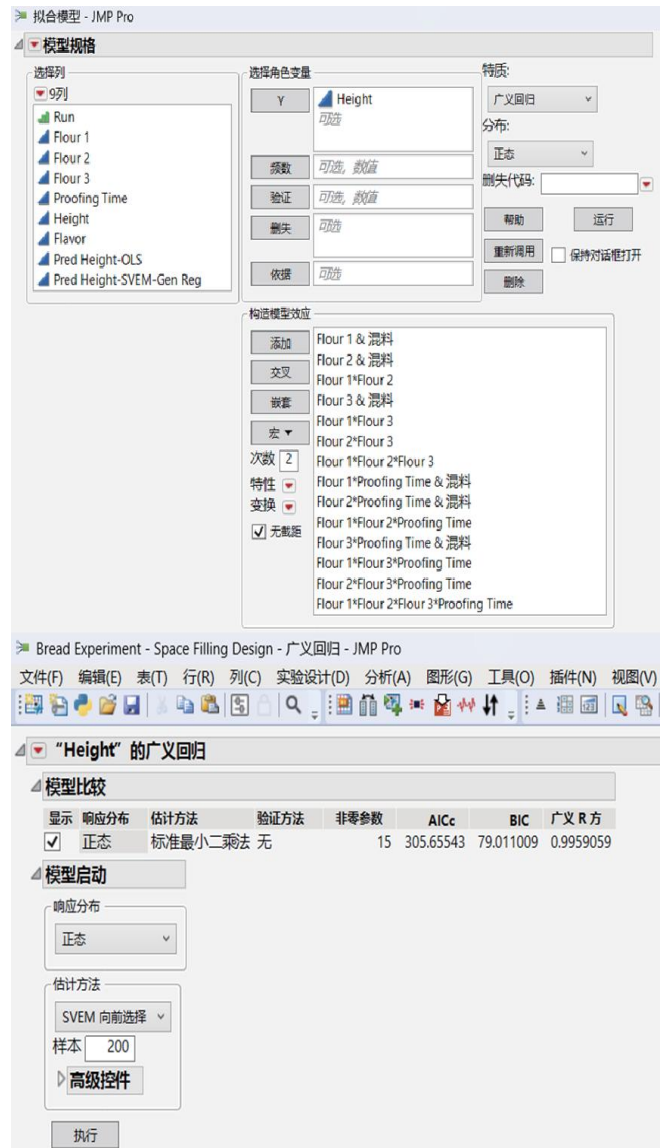 拟合模型 - JMP Pro
模型规格
选择列
9列
Run
Flour 1
Flour 2
Flour 3
Proofing Time
Height
Flavor
Pred Height-OLS
Pred Height-SVEM-Gen Reg
选择角色变量
Y
Height
可选
频数
可选, 数值
验证
可选, 数值
删失
可选
依据
可选
特质:
广义回归
分布:
正态
删失代码:
帮助
运行
重新调用
保持对话框打开
删除
构造模型效应
添加
交叉
嵌套
宏
次数 2
特性
变换
无截距
Flour 1 & 混料
Flour 2 & 混料
Flour 1*Flour 2
Flour 3 & 混料
Flour 1*Flour 3
Flour 2*Flour 3
Flour 1*Flour 2*Flour 3
Flour 1*Proofing Time & 混料
Flour 2*Proofing Time & 混料
Flour 1*Flour 2*Proofing Time
Flour 3*Proofing Time & 混料
Flour 1*Flour 3*Proofing Time
Flour 2*Flour 3*Proofing Time
Flour 1*Flour 2*Flour 3*Proofing Time
Bread Experiment - Space Filling Design - 广义回归 - JMP Pro
文件(F) 编辑(E) 表(T) 行(R) 列(C) 实验设计(D) 分析(A) 图形(G) 工具(O) 插件(N) 视图(V)
“Height”的广义回归
模型比较
显示 响应分布 估计方法 验证方法 非零参数 AICc BIC 广义 R 方
正态 标准最小二乘法 无 15 305.65543 79.011009 0.9959059
模型启动
响应分布
正态
估计方法
SVEM 向前选择
样本 200
高级控件
执行